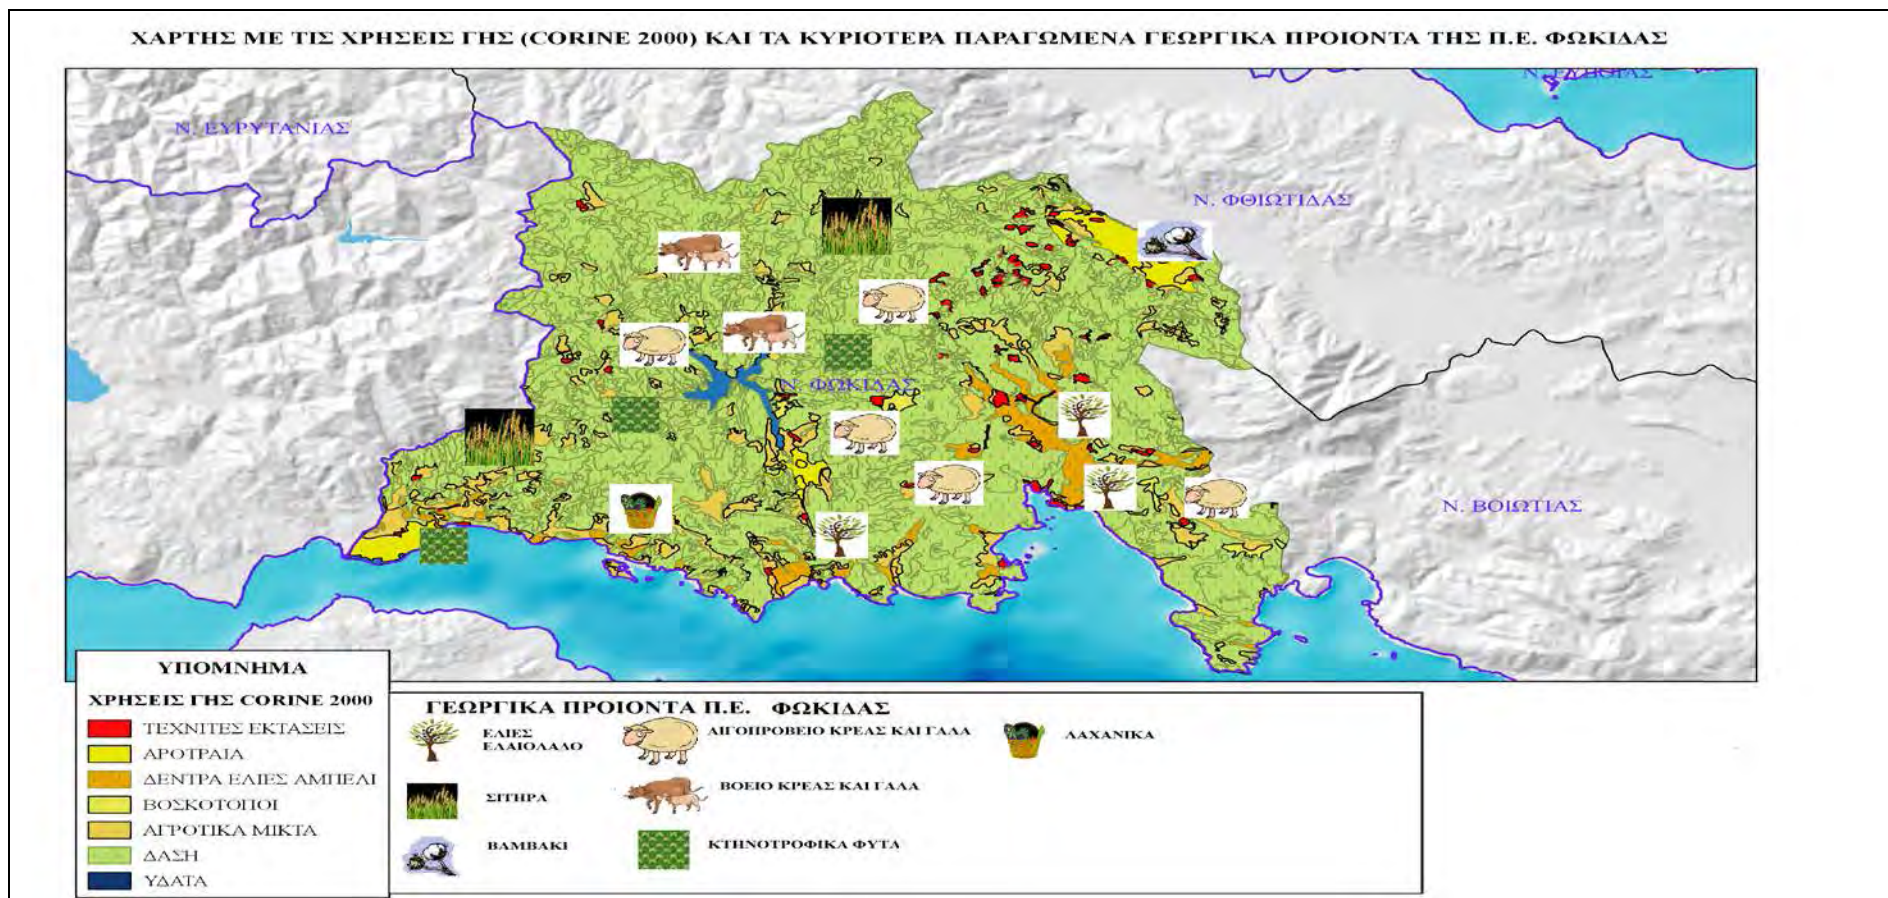 ΧΑΡΤΗΣ ΜΕ ΤΙΣ ΧΡΗΣΕΙΣ ΓΗΣ (CORINE 2000) ΚΑΙ ΤΑ ΚΥΡΙΟΤΕΡΑ ΠΑΡΑΓΩΜΕΝΑ ΓΕΩΡΓΙΚΑ ΠΡΟΙΟΝΤΑ ΤΗΣ Π.Ε. ΦΩΚΙΔΑΣ
Ν. ΕΥΡΥΤΑΝΙΑΣ
Ν. ΦΘΙΩΤΙΔΑΣ
Ν. ΦΩΚΙΔΑΣ
Ν. ΒΟΙΩΤΙΑΣ
ΥΠΟΜΝΗΜΑ
ΧΡΗΣΕΙΣ ΓΗΣ CORINE 2000
ΤΕΧΝΙΤΕΣ ΕΚΤΑΣΕΙΣ
ΑΡΟΤΡΑΙΑ
ΔΕΝΤΡΑ ΕΛΙΕΣ ΑΜΠΕΛΙ
ΒΟΣΚΟΤΟΠΟΙ
ΑΓΡΟΤΙΚΑ ΜΙΚΤΑ
ΔΑΣΗ
ΥΔΑΤΑ
ΓΕΩΡΓΙΚΑ ΠΡΟΙΟΝΤΑ Π.Ε. ΦΩΚΙΔΑΣ
ΕΛΙΕΣ
ΕΛΑΙΟΛΑΔΟ
ΑΙΓΟΠΡΟΒΕΙΟ ΚΡΕΑΣ ΚΑΙ ΓΑΛΑ
ΛΑΧΑΝΙΚΑ
ΣΙΤΗΡΑ
ΒΟΕΙΟ ΚΡΕΑΣ ΚΑΙ ΓΑΛΑ
ΒΑΜΒΑΚΙ
ΚΤΗΝΟΤΡΟΦΙΚΑ ΦΥΤΑ